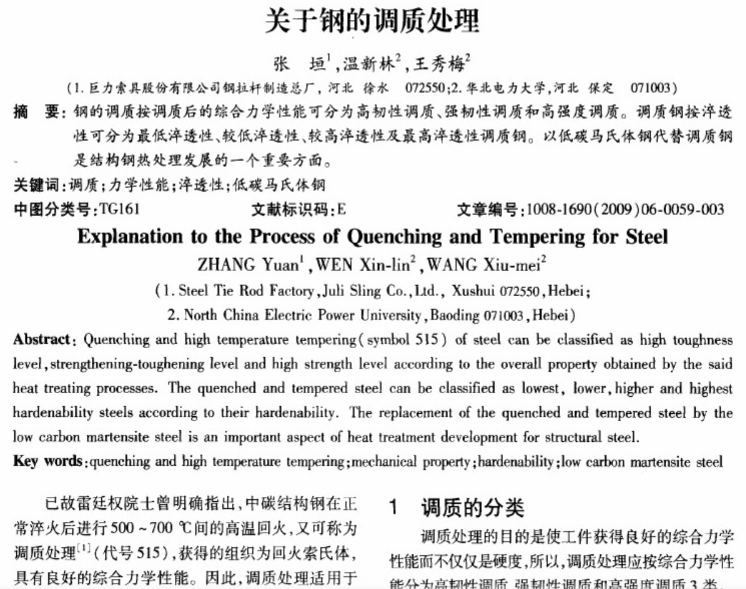 关于钢的调质处理
张 垣¹,温新林²,王秀梅²
(1.巨力索具股份有限公司钢拉杆制造总厂,河北 徐水 072550;2.华北电力大学,河北 保定 071003)
摘 要:钢的调质按调质后的综合力学性能可分为高韧性调质、强韧性调质和高强度调质。调质钢按淬透
性可分为最低淬透性、较低淬透性、较高淬透性及最高淬透性调质钢。以低碳马氏体钢代替调质钢
是结构钢热处理发展的一个重要方面。
关键词:调质;力学性能;淬透性;低碳马氏体钢
中图分类号:TG161 文献标识码:E 文章编号:1008-1690(2009)06-0059-003
Explanation to the Process of Quenching and Tempering for Steel
ZHANG Yuan¹,WEN Xin-lin²,WANG Xiu-mei²
(1. Steel Tie Rod Factory,Juli Sling Co.,Ltd., Xushui 072550,Hebei;
2. North China Electric Power University,Baoding 071003,Hebei)
Abstract: Quenching and high temperature tempering(symbol 515) of steel can be classified as high toughness
level,strengthening-toughening level and high strength level according to the overall property obtained by the said
heat treating processes. The quenched and tempered steel can be classified as lowest, lower,higher and highest
hardenability steels according to their hardenability. The replacement of the quenched and tempered steel by the
low carbon martensite steel is an important aspect of heat treatment development for structural steel.
Key words:quenching and high temperature tempering;mechanical property;hardenability;low carbon martensite steel
已故雷廷权院士曾明确指出,中碳结构钢在正
常淬火后进行500~700 ℃间的高温回火,又可称为
调质处理[1](代号515),获得的组织为回火索氏体,
具有良好的综合力学性能。因此,调质处理适用于
1 调质的分类
调质处理的目的是使工件获得良好的综合力学
性能而不仅仅是硬度,所以,调质处理应按综合力学性
能分为高韧性调质、强韧性调质和高强度调质3类。